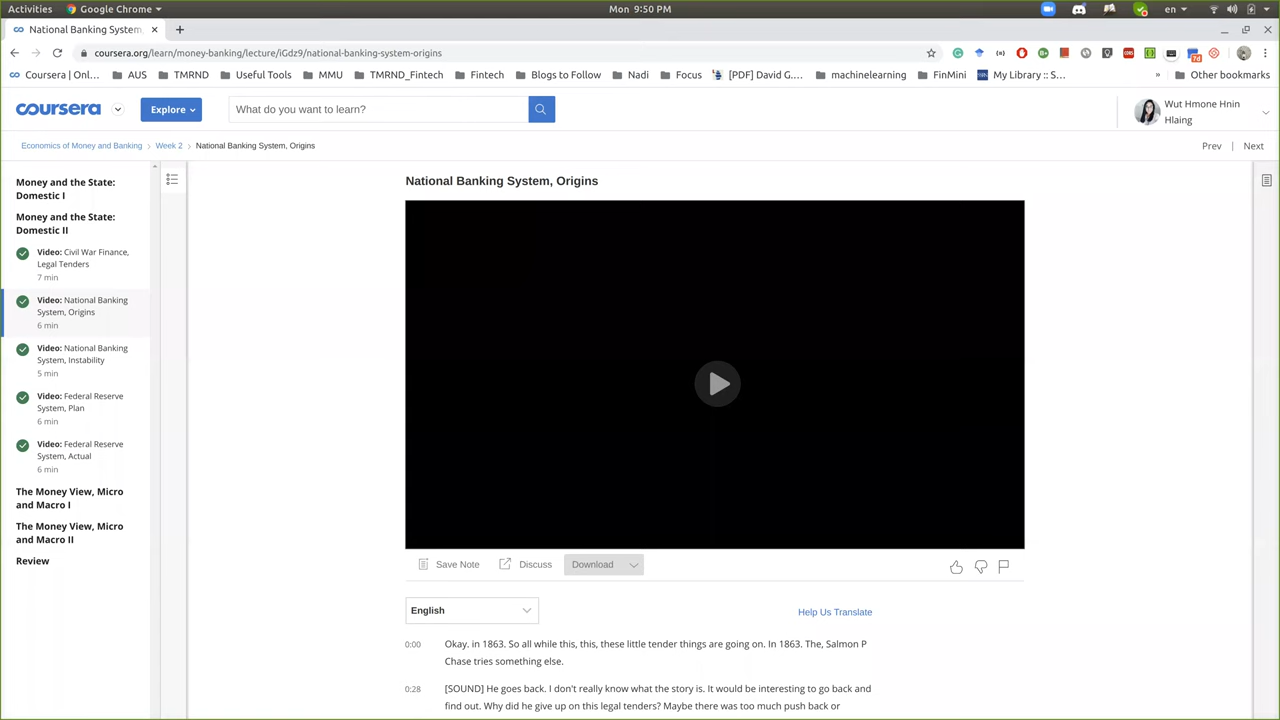 Activities Google Chrome Mon 9:50 PM en
National Banking System,
coursera.org/learn/money-banking/lecture/iGdz9/national-banking-system-origins
Coursera | Onl... AUS TMRND Useful Tools MMU TMRND_Fintech Fintech Blogs to Follow Nadi Focus [PDF] David G.... machinelearning FinMini My Library :: S... » Other bookmarks
coursera Explore What do you want to learn? Wut Hmone Hnin
Hlaing
Economics of Money and Banking › Week 2 › National Banking System, Origins Prev | Next
Money and the State:
Domestic I
Money and the State:
Domestic II
Video: Civil War Finance,
Legal Tenders
7 min
Video: National Banking
System, Origins
6 min
Video: National Banking
System, Instability
5 min
Video: Federal Reserve
System, Plan
6 min
Video: Federal Reserve
System, Actual
6 min
The Money View, Micro
and Macro I
The Money View, Micro
and Macro II
Review
National Banking System, Origins
Save Note Discuss Download
English Help Us Translate
0:00 Okay. in 1863. So all while this, this, these little tender things are going on. In 1863. The, Salmon P
Chase tries something else.
0:28 [SOUND] He goes back. I don't really know what the story is. It would be interesting to go back and
find out. Why did he give up on this legal tenders? Maybe there was too much push back or